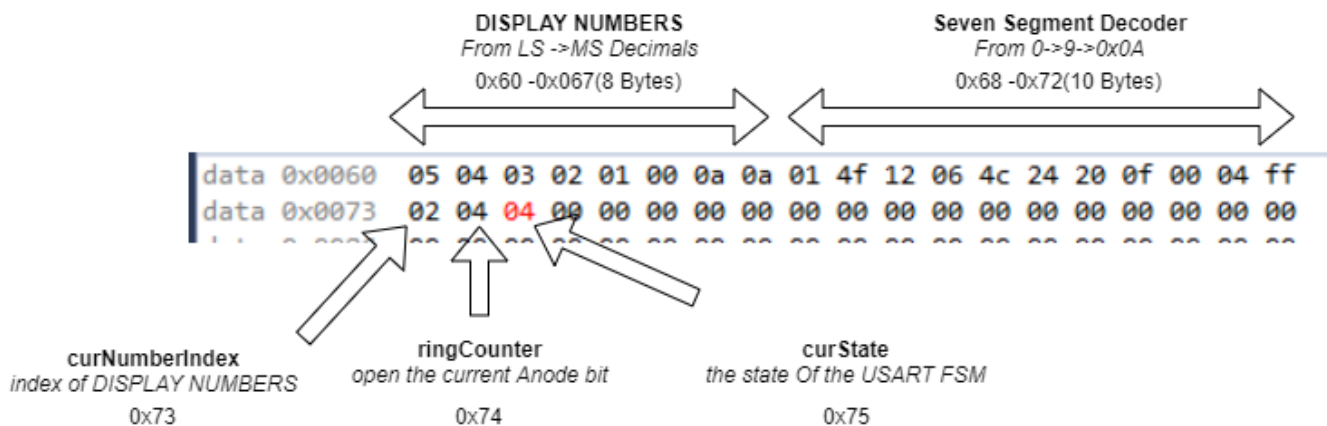 DISPLAY NUMBERS
From LS ->MS Decimals
0x60 -0x067(8 Bytes)
Seven Segment Decoder
From 0->9->0x0A
0x68 -0x72(10 Bytes)
data 0x0060 05 04 03 02 01 00 0a 0a 01 4f 12 06 4c 24 20 0f 00 04 ff
data 0x0073 02 04 04 00 00 00 00 00 00 00 00 00 00 00 00 00 00 00 00
curNumberIndex
index of DISPLAY NUMBERS
0x73
ringCounter
open the current Anode bit
0x74
curState
the state Of the USART FSM
0x75